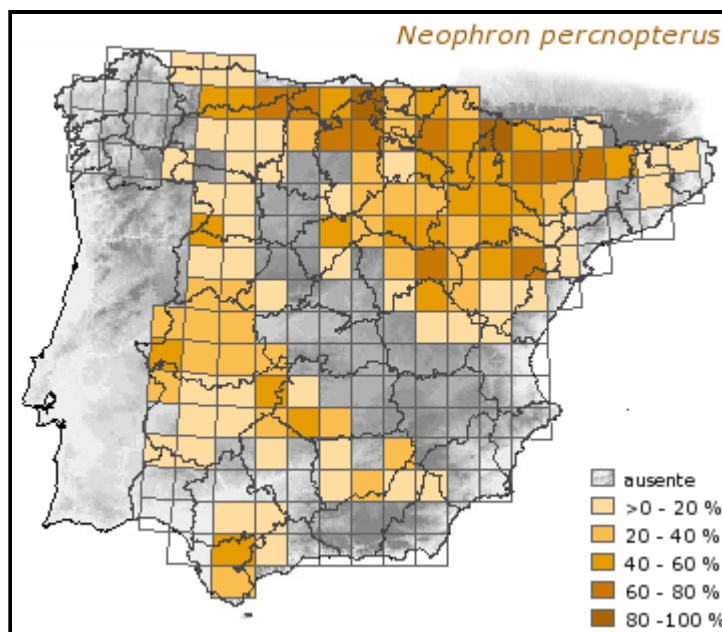 Neophron percnopterus
ausente
>0 - 20 %
20 - 40 %
40 - 60 %
60 - 80 %
80 -100 %